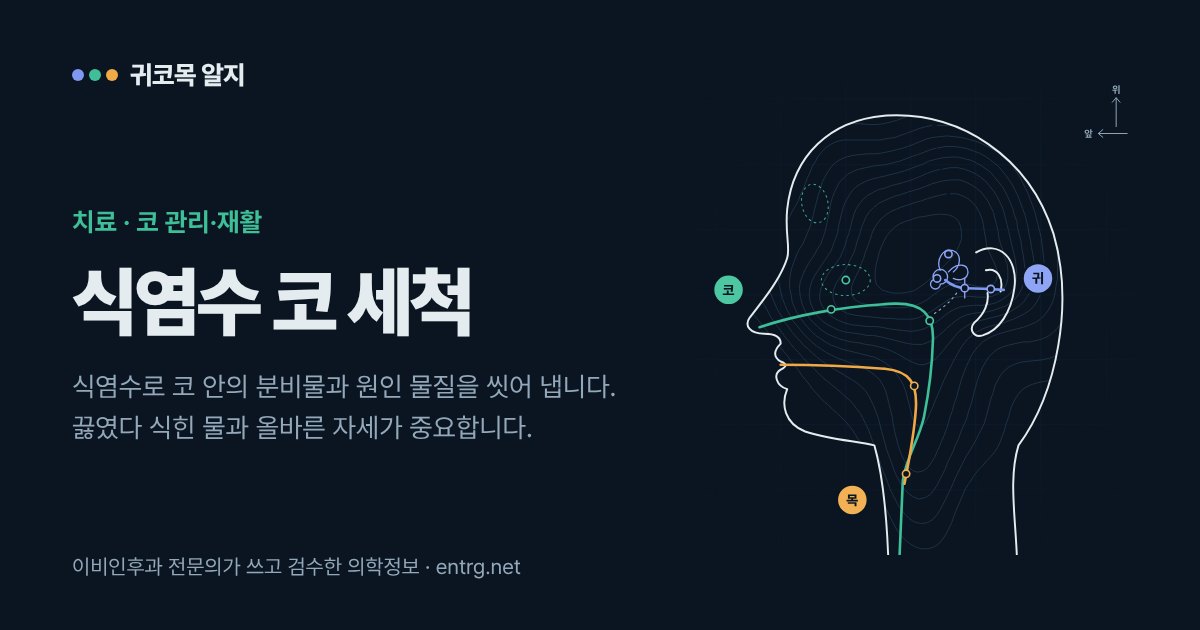 귀코목 알지
치료 · 코 관리·재활
식염수 코 세척
식염수로 코 안의 분비물과 원인 물질을 씻어 냅니다.
끓였다 식힌 물과 올바른 자세가 중요합니다.
이비인후과 전문의가 쓰고 검수한 의학정보 · entrg.net
위
앞
코
귀
목